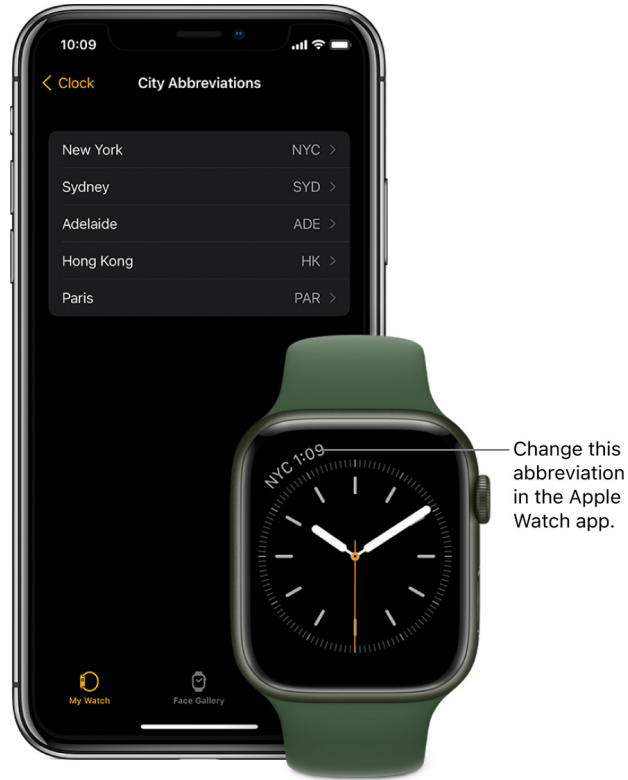 10:09
Clock
City Abbreviations
New York NYC
Sydney SYD
Adelaide ADE
Hong Kong HK
Paris PAR
NYC 1:09
Change this
abbreviation
in the Apple
Watch app.
My Watch
Face Gallery